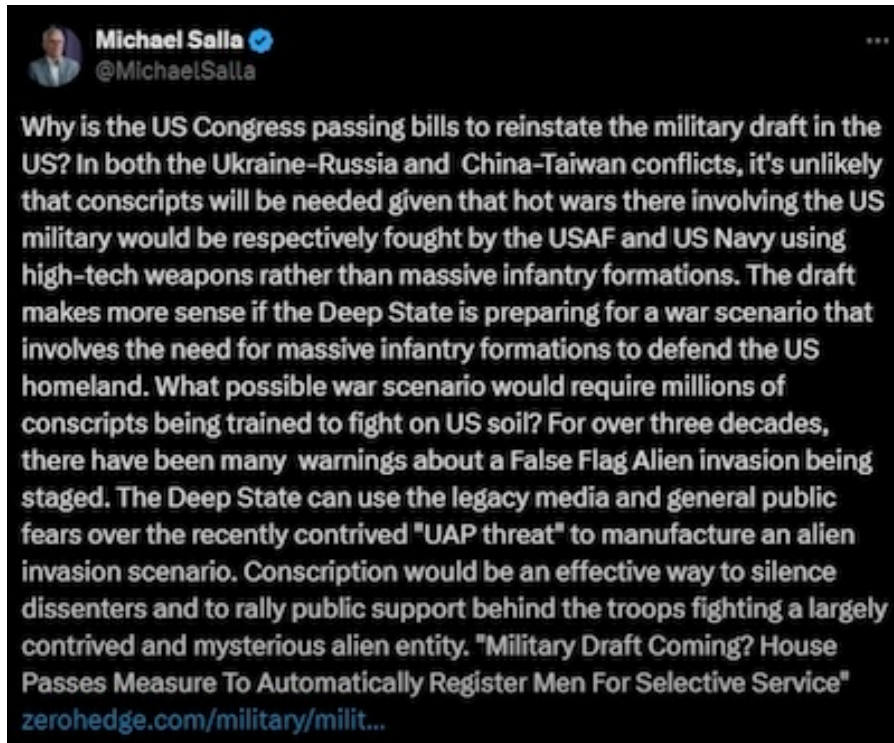 Michael Salla
@MichaelSalla
Why is the US Congress passing bills to reinstate the military draft in the
US? In both the Ukraine-Russia and China-Taiwan conflicts, it's unlikely
that conscripts will be needed given that hot wars there involving the US
military would be respectively fought by the USAF and US Navy using
high-tech weapons rather than massive infantry formations. The draft
makes more sense if the Deep State is preparing for a war scenario that
involves the need for massive infantry formations to defend the US
homeland. What possible war scenario would require millions of
conscripts being trained to fight on US soil? For over three decades,
there have been many warnings about a False Flag Alien invasion being
staged. The Deep State can use the legacy media and general public
fears over the recently contrived "UAP threat" to manufacture an alien
invasion scenario. Conscription would be an effective way to silence
dissenters and to rally public support behind the troops fighting a largely
contrived and mysterious alien entity. "Military Draft Coming? House
Passes Measure To Automatically Register Men For Selective Service"
zerohedge.com/military/milit...